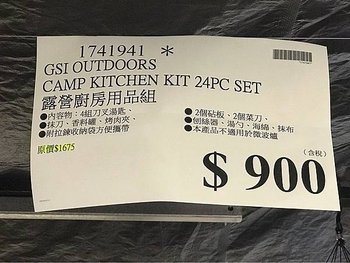 1741941 *
GSI OUTDOORS
CAMP KITCHEN KIT 24PC SET
露營廚房用品組
●內容物：4組刀叉湯匙、
●抹刀、香料罐、烤肉夾、
●附拉鍊收納袋方便攜帶
●2個砧板、2個菜刀、
●刨絲器、湯勺、海綿、抹布
●本產品不適用於微波爐
原價$1675
(含稅)
$ 900